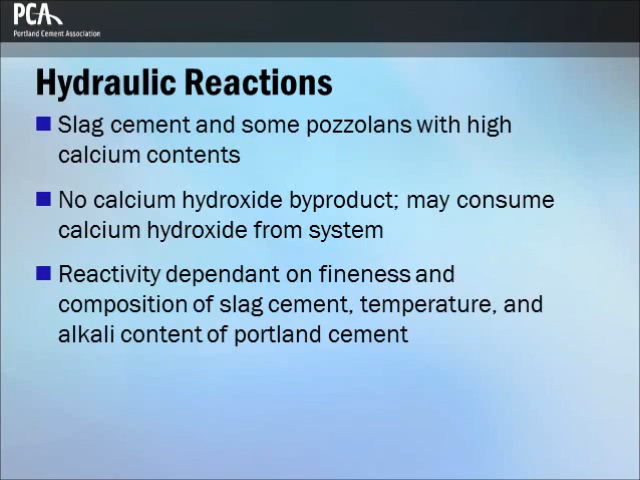 PCA
Portland Cement Association
Hydraulic Reactions
Slag cement and some pozzolans with high
calcium contents
No calcium hydroxide byproduct; may consume
calcium hydroxide from system
Reactivity dependant on fineness and
composition of slag cement, temperature, and
alkali content of portland cement